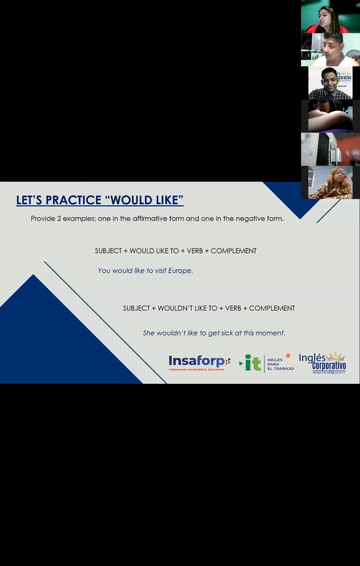 LET'S PRACTICE "WOULD LIKE"
Provide 2 examples; one in the affirmative form and one in the negative form.
SUBJECT + WOULD LIKE TO + VERB + COMPLEMENT
You would like to visit Europe.
SUBJECT + WOULDN'T LIKE TO + VERB + COMPLEMENT
She wouldn't like to get sick at this moment.
Insaforp
it
INGLÉS
PARA
EL TRABAJO
Inglés
Corporativo